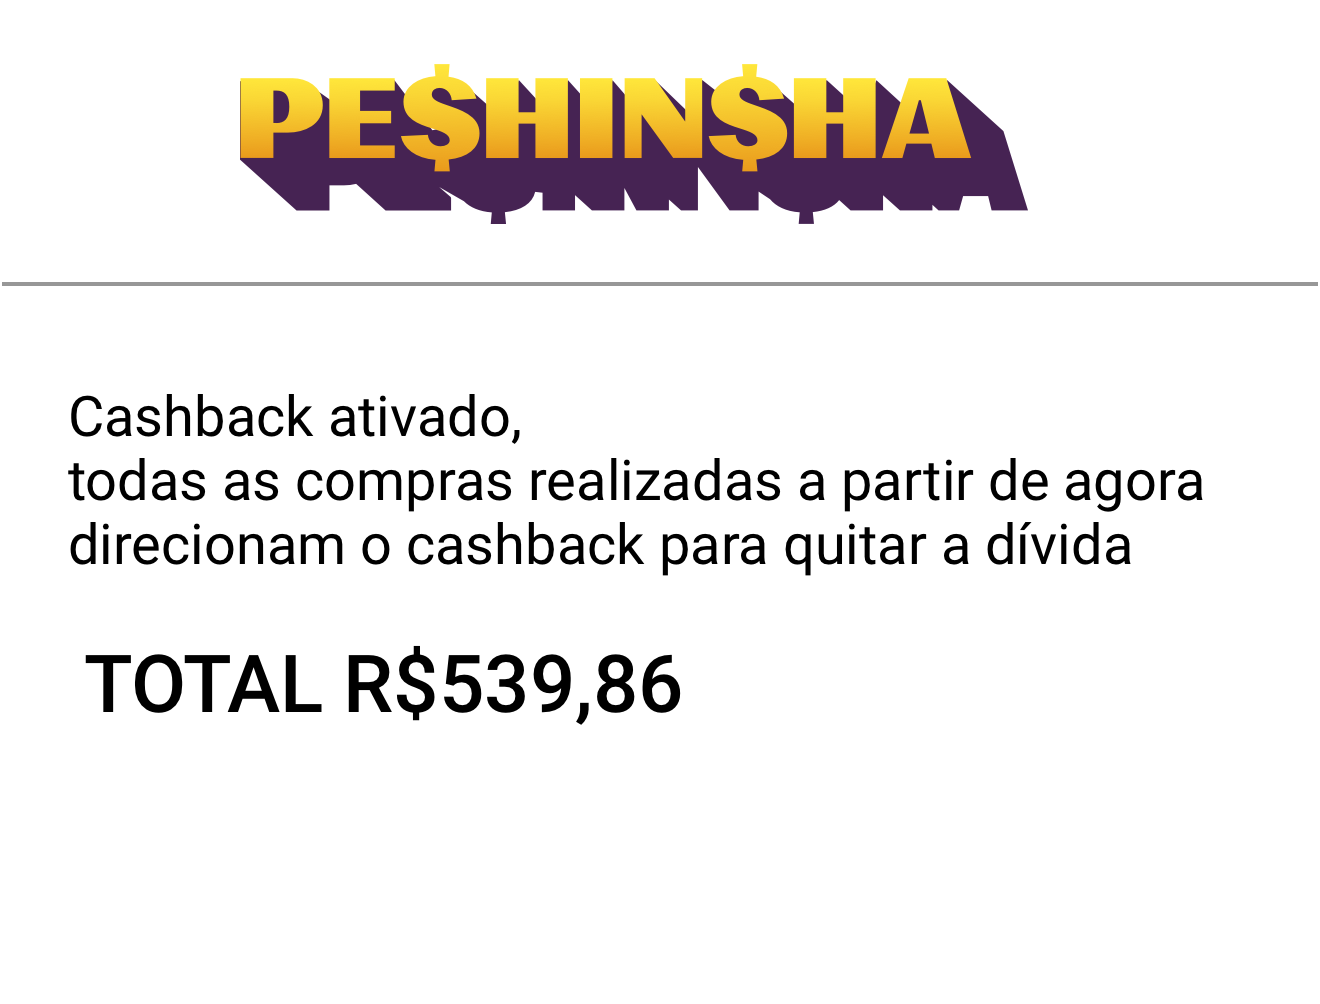 PE$HIN$HA
Cashback ativado,
todas as compras realizadas a partir de agora
direcionam o cashback para quitar a dívida
TOTAL R$539,86